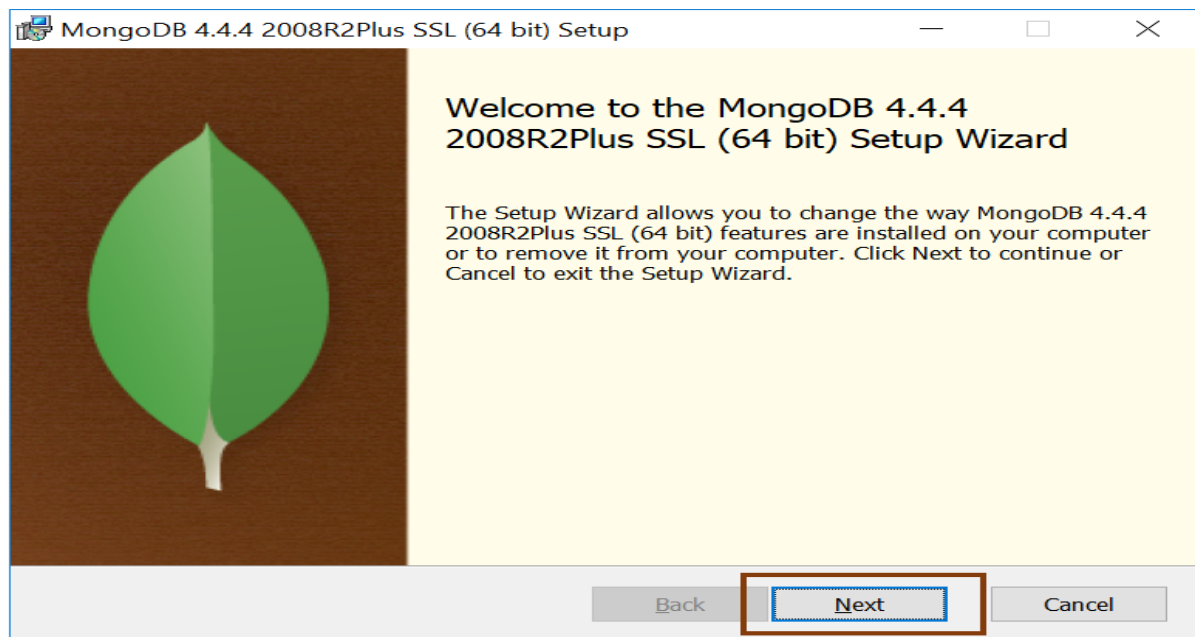 MongoDB 4.4.4 2008R2Plus SSL (64 bit) Setup
Welcome to the MongoDB 4.4.4
2008R2Plus SSL (64 bit) Setup Wizard
The Setup Wizard allows you to change the way MongoDB 4.4.4
2008R2Plus SSL (64 bit) features are installed on your computer
or to remove it from your computer. Click Next to continue or
Cancel to exit the Setup Wizard.
Back Next Cancel